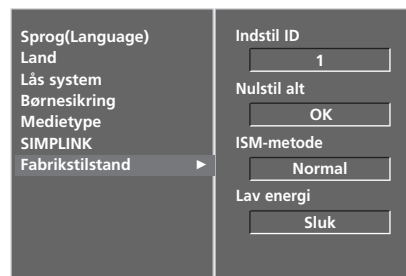 Sprog(Language)
Land
Lås system
Børnesikring
Medietype
SIMPLINK
Fabrikstilstand ►
Indstil ID
1
Nulstil alt
OK
ISM-metode
Normal
Lav energi
Sluk